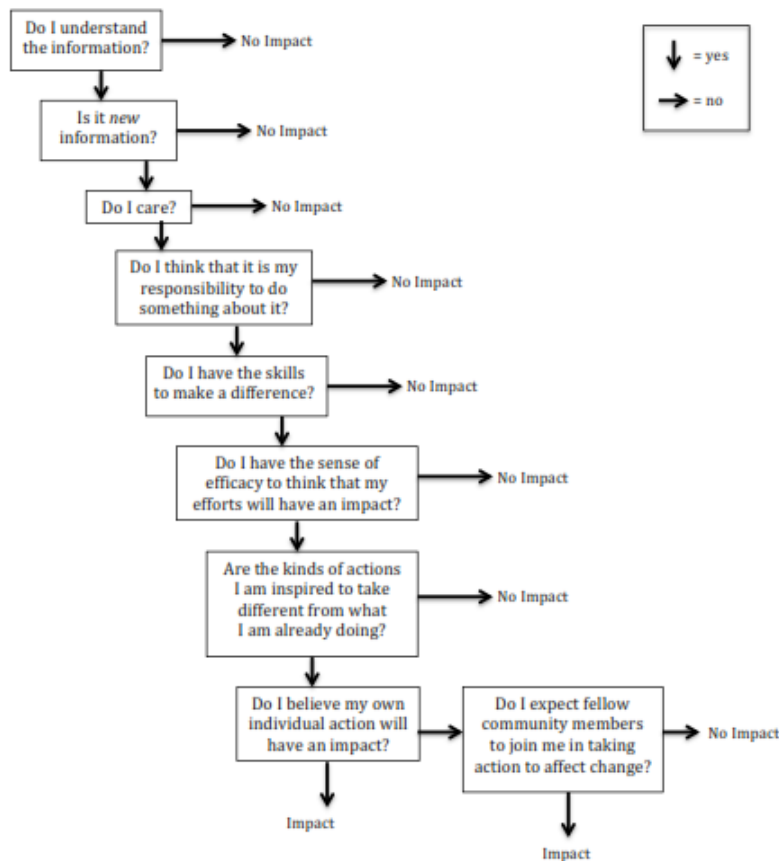 Do I understand
the information?
No Impact
= yes
= no
Is it new
information?
No Impact
Do I care?
No Impact
Do I think that it is my
responsibility to do
something about it?
No Impact
Do I have the skills
to make a difference?
No Impact
Do I have the sense of
efficacy to think that my
efforts will have an impact?
No Impact
Are the kinds of actions
I am inspired to take
different from what
I am already doing?
No Impact
Do I believe my own
individual action will
have an impact?
Do I expect fellow
community members
to join me in taking
action to affect change?
No Impact
Impact
Impact